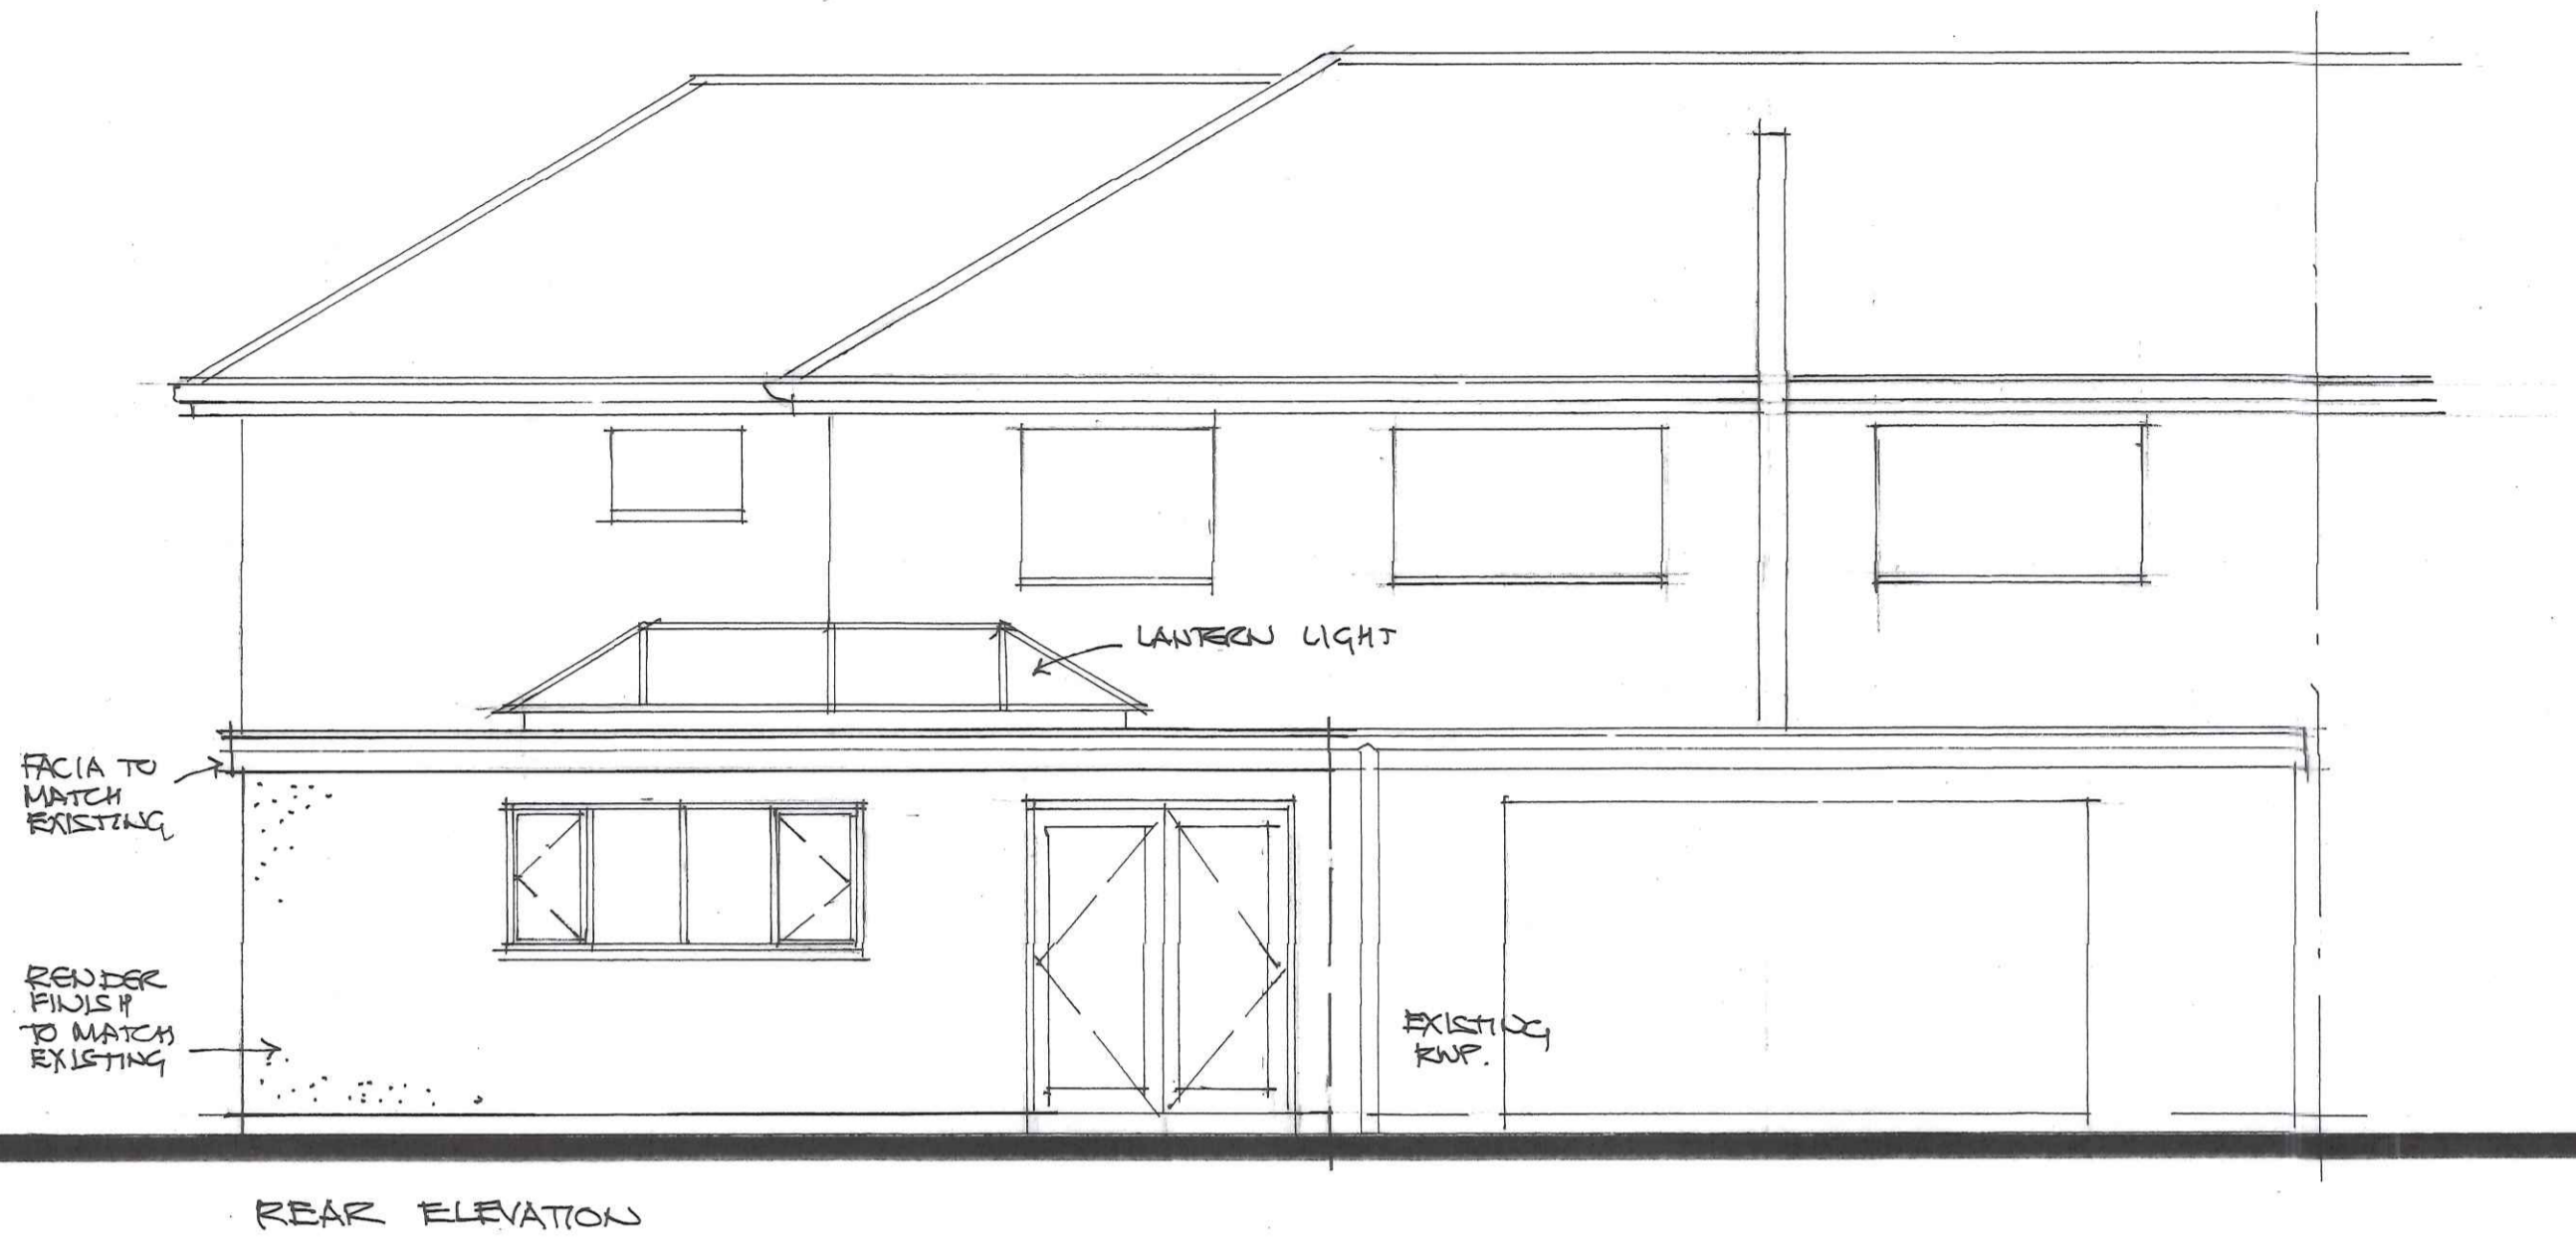 LANTERN LIGHT
FACIA TO
MATCH
EXISTING
RENDER
FINISH
TO MATCH
EXISTING
EXISTING
RWP.
REAR ELEVATION